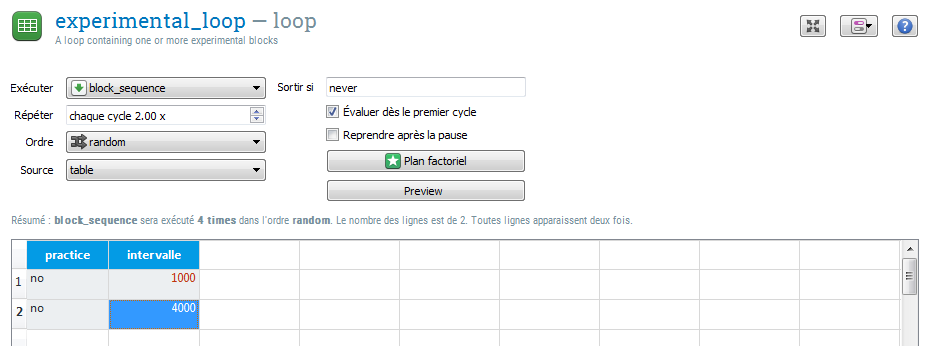 experimental_loop – loop
A loop containing one or more experimental blocks
Exécuter block_sequence Sortir si never
Répéter chaque cycle 2.00 x Évaluer dès le premier cycle
Ordre random Reprendre après la pause
Source table Plan factoriel
Preview
Résumé : block_sequence sera exécuté 4 times dans l'ordre random. Le nombre des lignes est de 2. Toutes lignes apparaissent deux fois.
practice intervalle
1 no 1000
2 no 4000